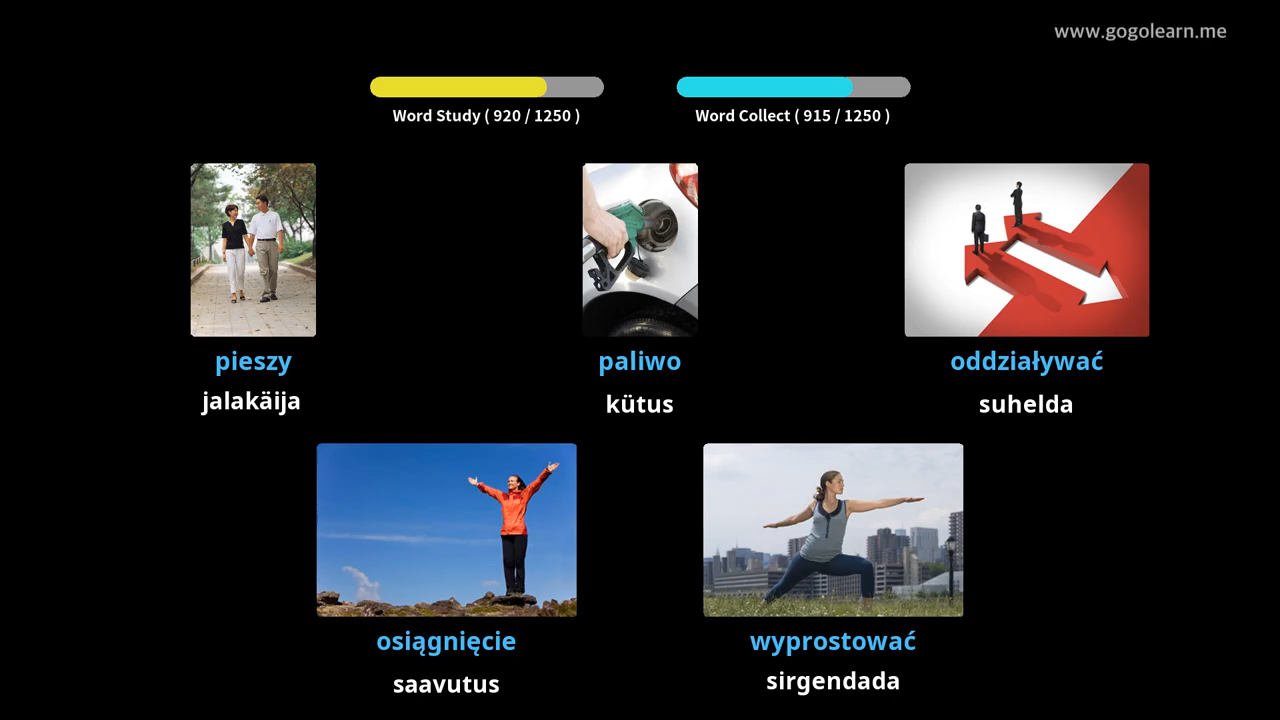 www.gogolearn.me
Word Study ( 920 / 1250 )
Word Collect ( 915 / 1250 )
pieszy
jalakäija
paliwo
kütus
oddziaływać
suhelda
osiągnięcie
saavutus
wyprostować
sirgendada